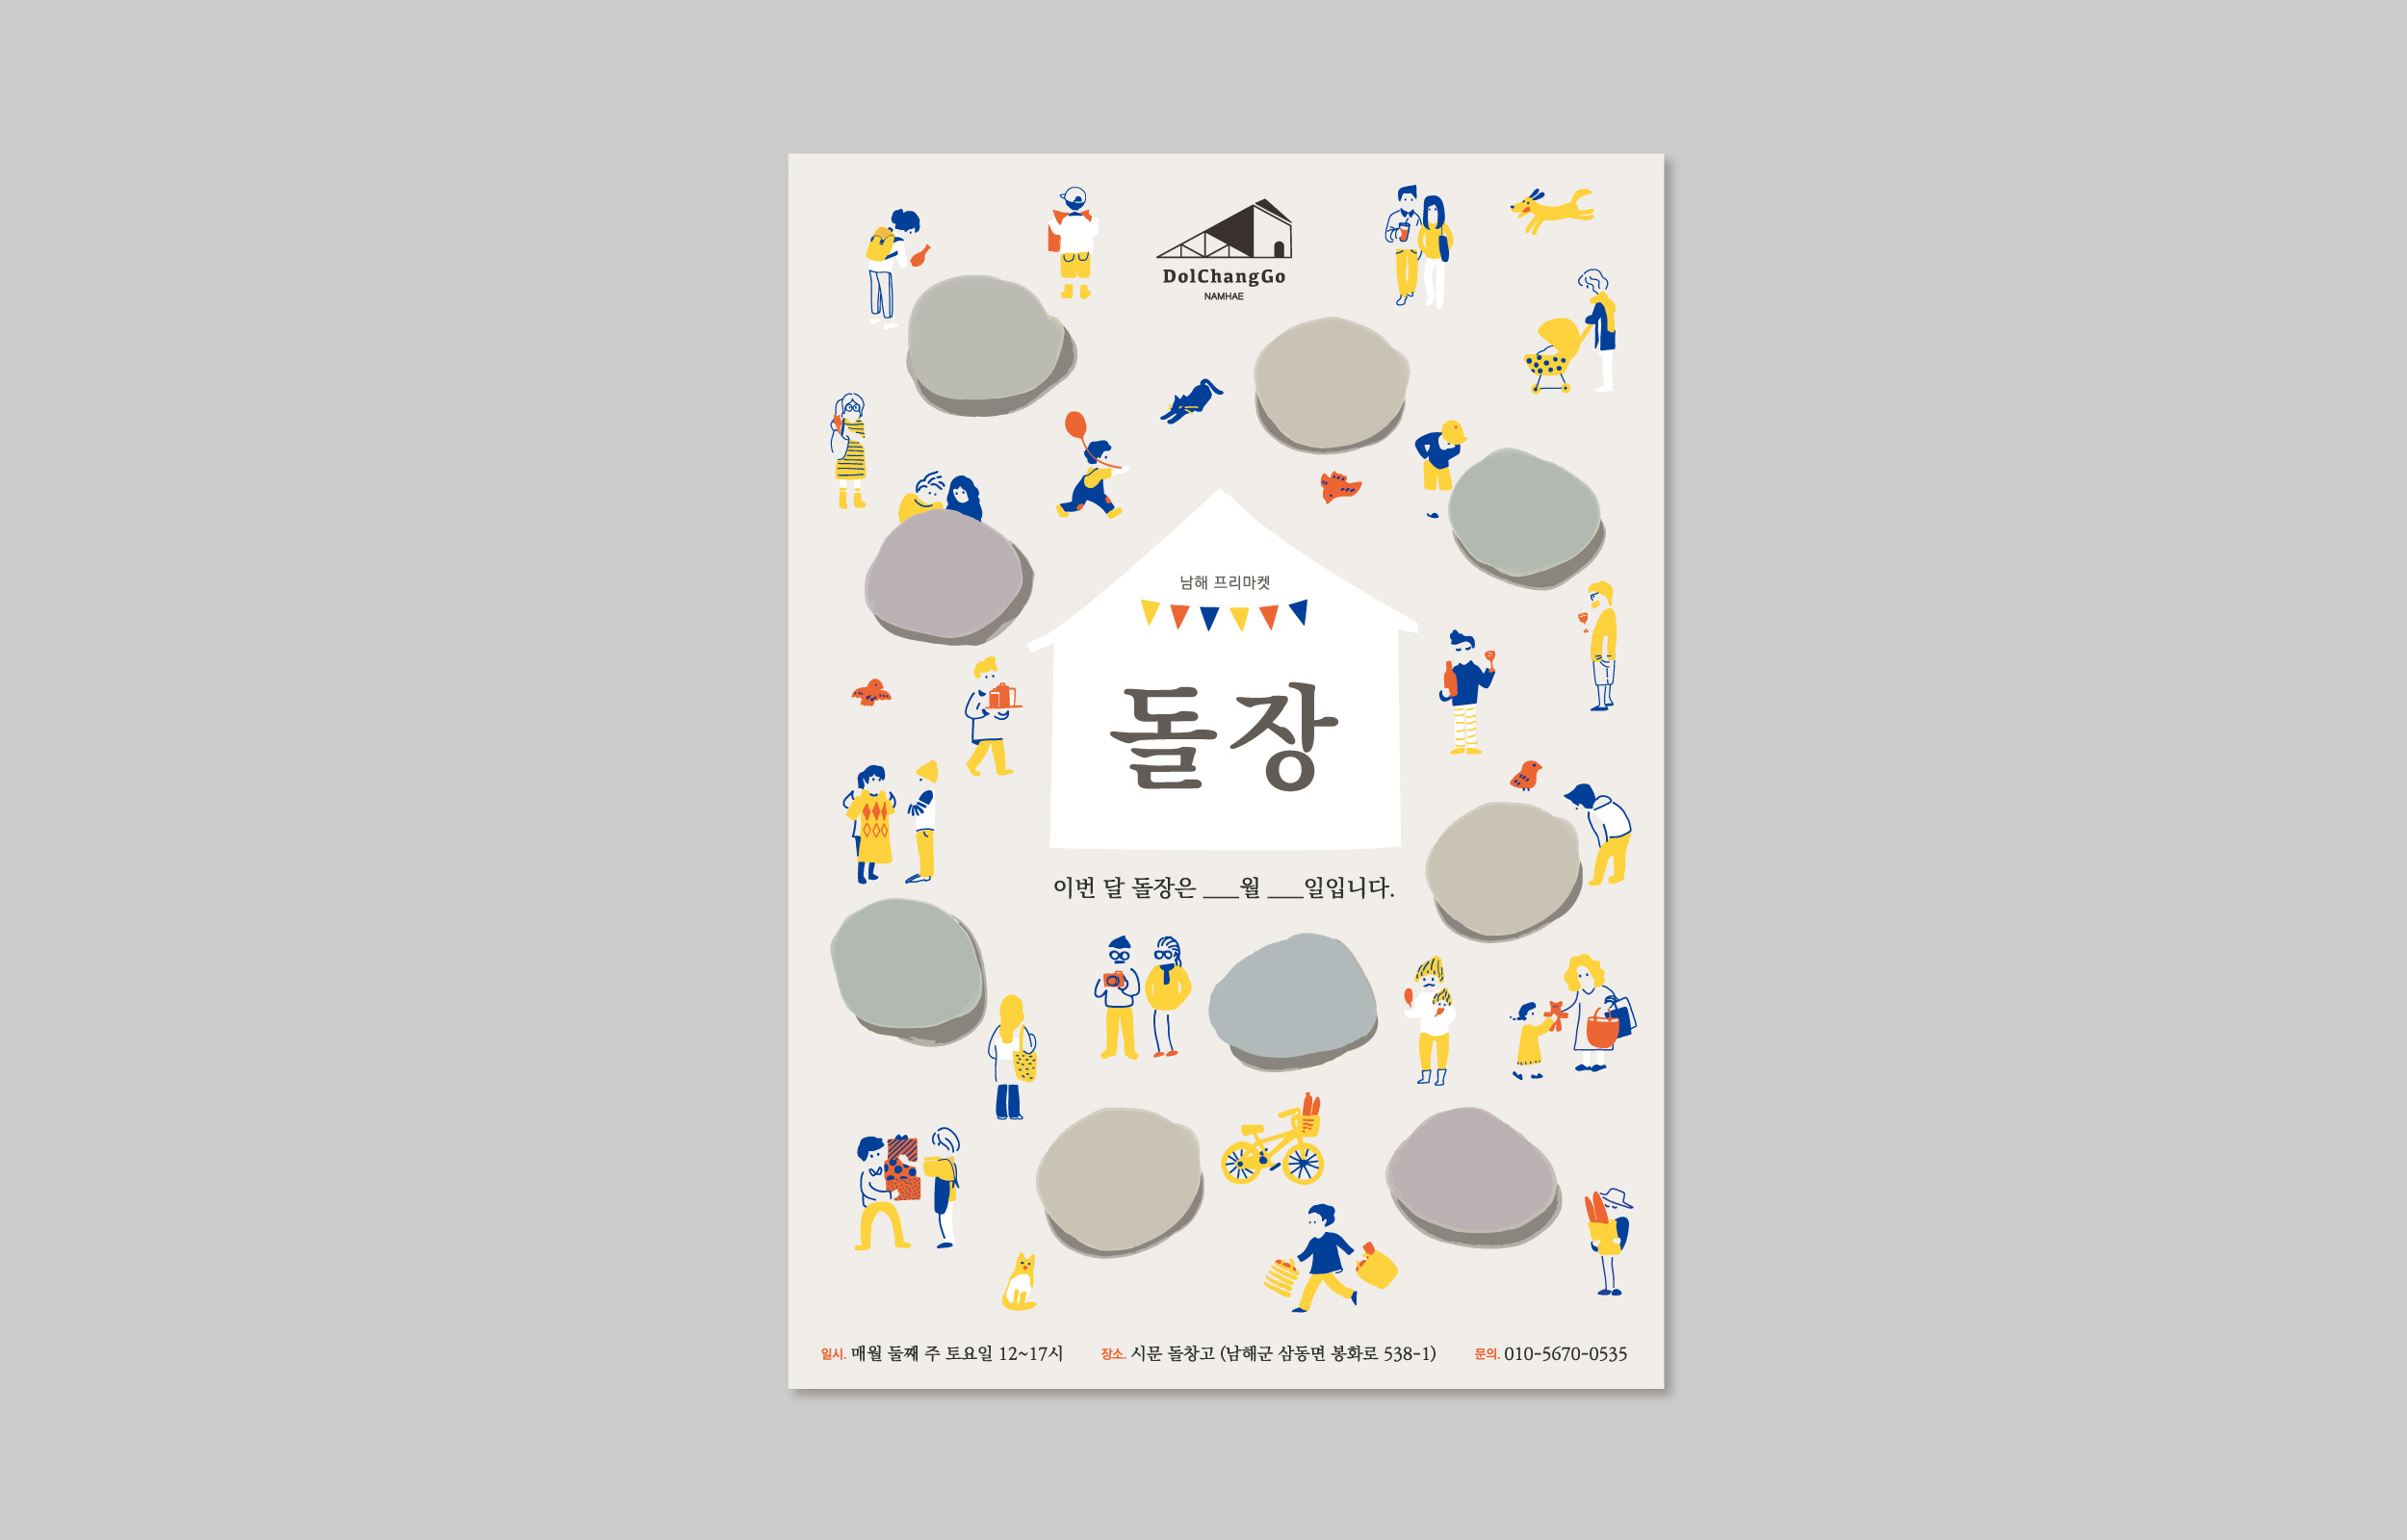 DolChangGo
NAMHAE
남해 프리마켓
돌장
이번 달 돌장은 ___월 ___일입니다.
일시. 매월 둘째 주 토요일 12~17시
장소. 시문 돌창고 (남해군 삼동면 봉화로 538-1)
문의. 010-5670-0535